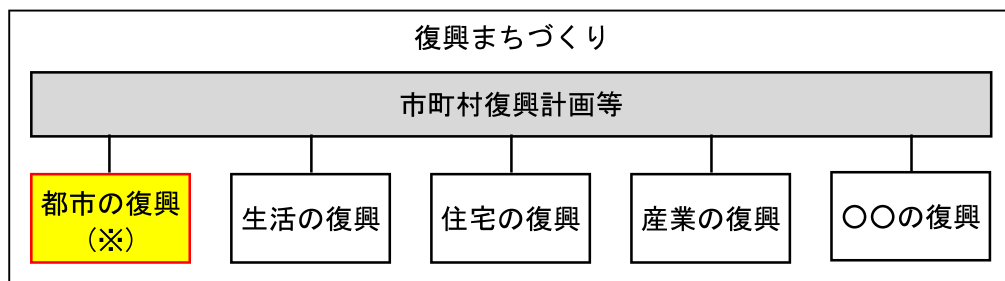 復興まちづくり
市町村復興計画等
都市の復興
(※)
生活の復興
住宅の復興
産業の復興
〇〇の復興